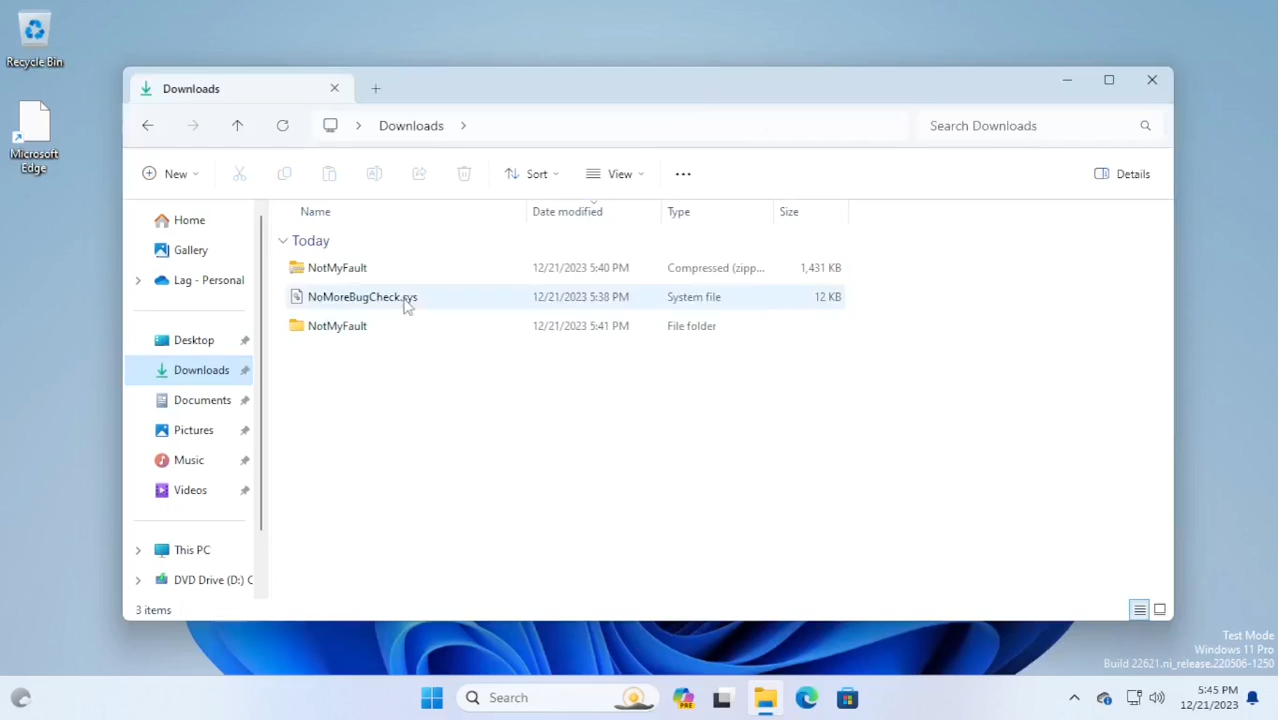 Recycle Bin
Microsoft
Edge
Downloads
Downloads
Search Downloads
New
Sort
View
Details
Name
Date modified
Type
Size
Home
Gallery
Lag - Personal
Desktop
Downloads
Documents
Pictures
Music
Videos
This PC
DVD Drive (D:) C
Today
NotMyFault 12/21/2023 5:40 PM Compressed (zipp... 1,431 KB
NoMoreBugCheck.sys 12/21/2023 5:38 PM System file 12 KB
NotMyFault 12/21/2023 5:41 PM File folder
3 items
Test Mode
Windows 11 Pro
Build 22621.ni_release.220506-1250
Search
PRE
5:45 PM
12/21/2023